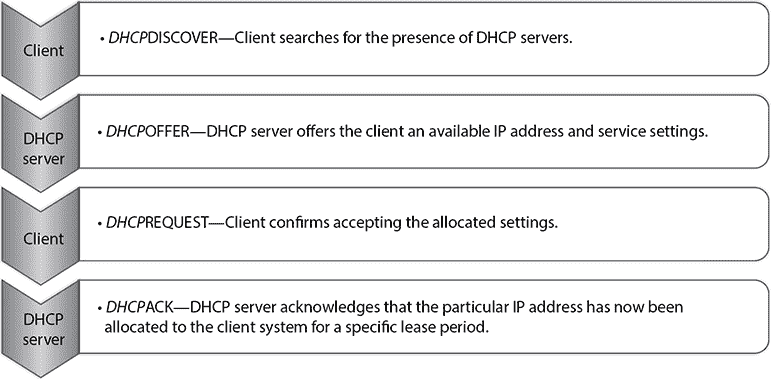 Client
• DHCPDISCOVER—Client searches for the presence of DHCP servers.
DHCP
server
• DHCPOFFER—DHCP server offers the client an available IP address and service settings.
Client
• DHCPREQUEST—Client confirms accepting the allocated settings.
DHCP
server
• DHCPACK—DHCP server acknowledges that the particular IP address has now been
allocated to the client system for a specific lease period.